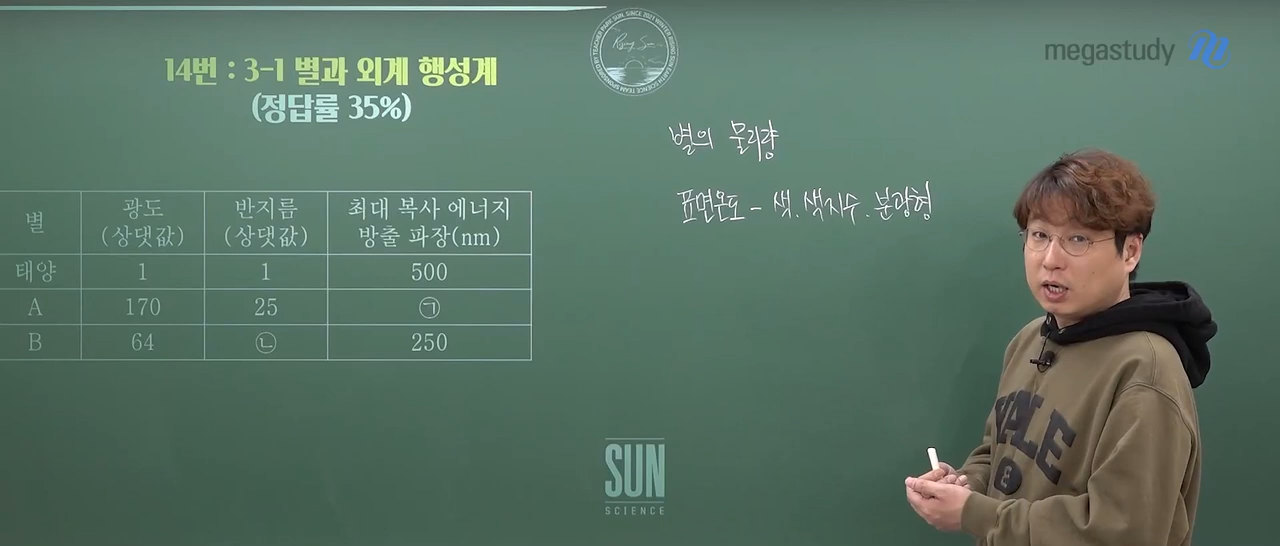 megastudy
14번 : 3-1 별과 외계 행성계
(정답률 35%)
별의 물리량
표면온도 - 색. 색지수. 분광형
별 광도 (상댓값) 반지름 (상댓값) 최대 복사 에너지 방출 파장(nm)
태양 1 1 500
A 170 25 ㉠
B 64 ㉡ 250
SUN
SCIENCE